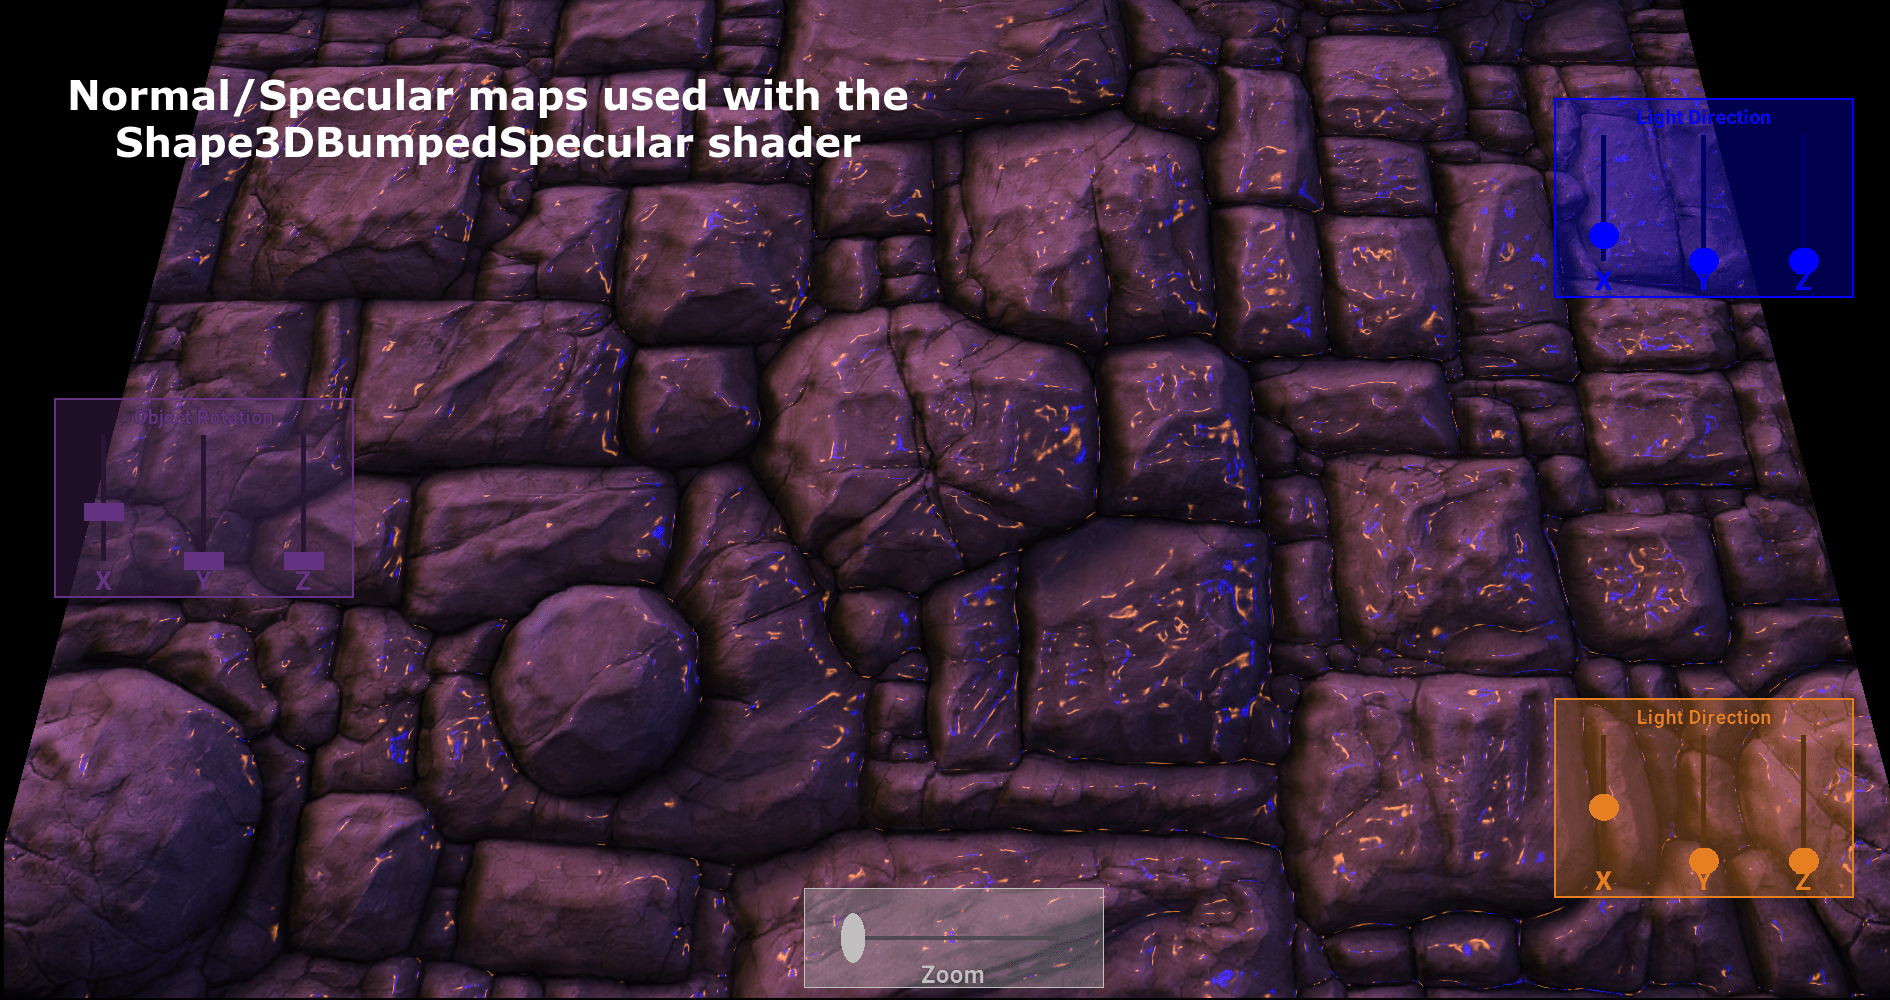 Normal/Specular maps used with the
Shape3DBumpedSpecular shader
Light Direction
X Y Z
Object Rotation
X Y Z
Light Direction
X Y Z
Zoom